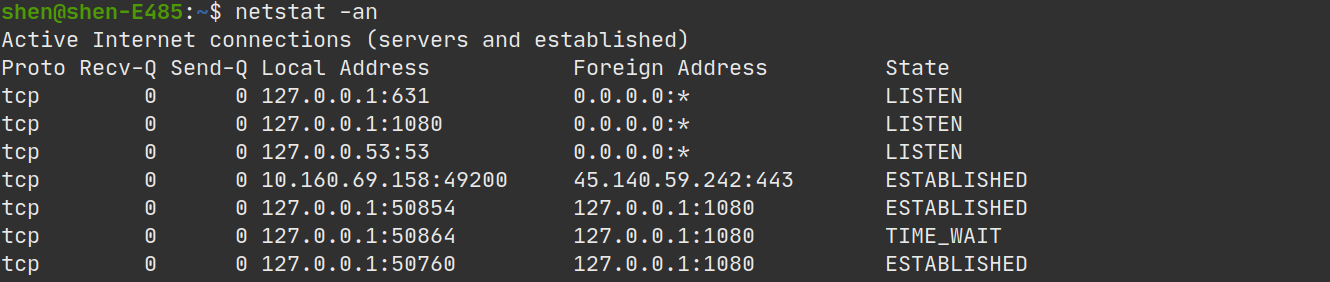 shen@shen-E485:~$ netstat -an
Active Internet connections (servers and established)
Proto Recv-Q Send-Q Local Address           Foreign Address         State
tcp        0      0 127.0.0.1:631           0.0.0.0:*               LISTEN
tcp        0      0 127.0.0.1:1080          0.0.0.0:*               LISTEN
tcp        0      0 127.0.0.53:53           0.0.0.0:*               LISTEN
tcp        0      0 10.160.69.158:49200     45.140.59.242:443       ESTABLISHED
tcp        0      0 127.0.0.1:50854         127.0.0.1:1080          ESTABLISHED
tcp        0      0 127.0.0.1:50864         127.0.0.1:1080          TIME_WAIT
tcp        0      0 127.0.0.1:50760         127.0.0.1:1080          ESTABLISHED